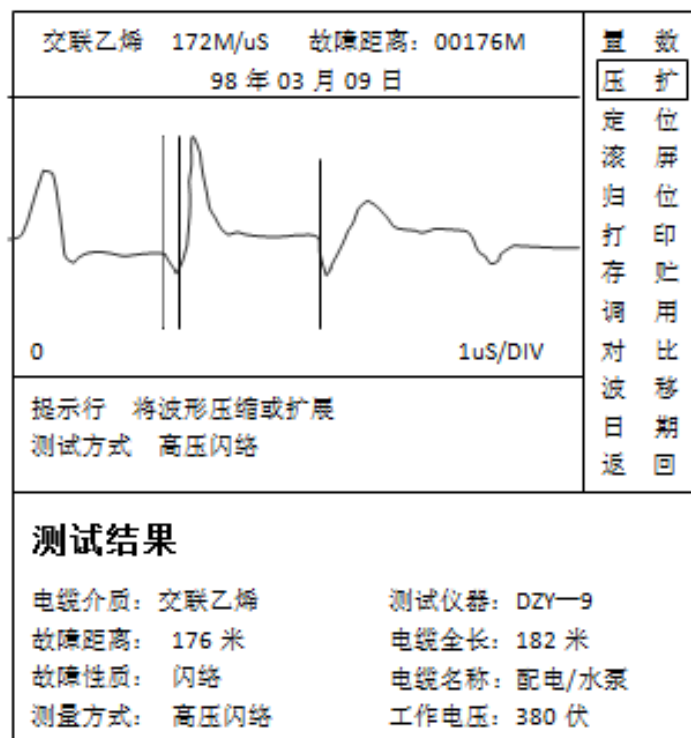 交联乙烯 172M/uS 故障距离：00176M
98 年 03 月 09 日
0 1uS/DIV
提示行 将波形压缩或扩展
测试方式 高压闪络
量 数
压 扩
定 位
滚 屏
归 位
打 印
存 贮
调 用
对 比
波 移
日 期
返 回
测试结果
电缆介质：交联乙烯 测试仪器：DZY—9
故障距离： 176 米 电缆全长：182 米
故障性质： 闪络 电缆名称：配电/水泵
测量方式： 高压闪络 工作电压：380 伏